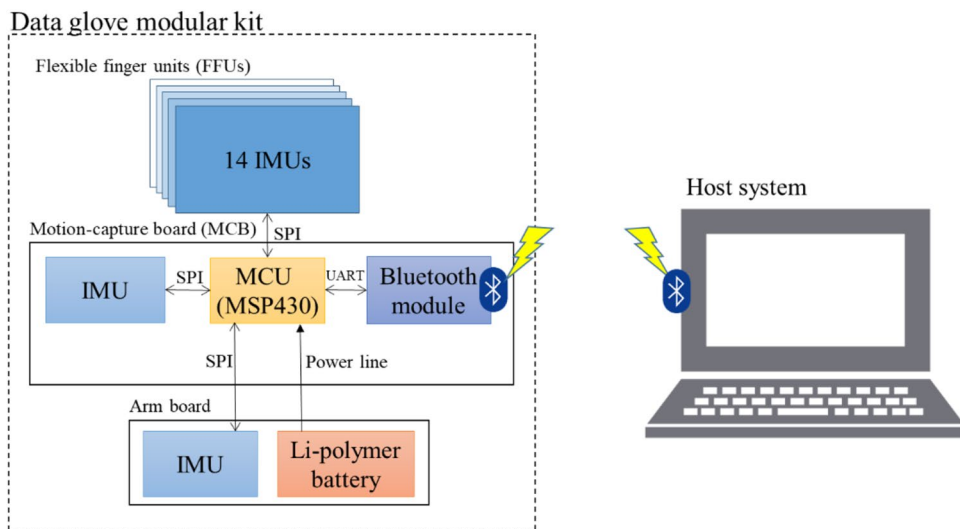 Data glove modular kit
Flexible finger units (FFUs)
14 IMUs
Host system
Motion-capture board (MCB)
SPI
IMU
SPI
MCU
(MSP430)
UART
Bluetooth
module
SPI
Power line
Arm board
IMU
Li-polymer
battery